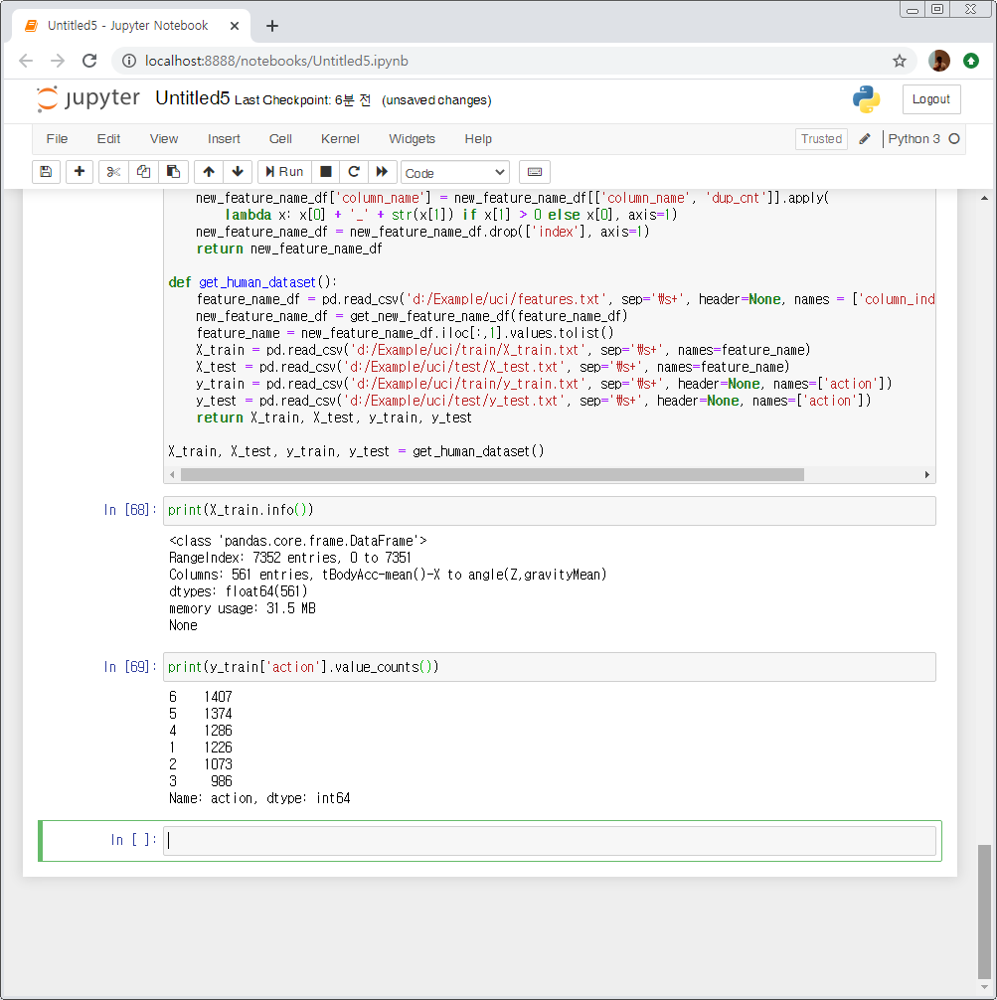 Untitled5 - Jupyter Notebook
localhost:8888/notebooks/Untitled5.ipynb
jupyter Untitled5 Last Checkpoint: 6분 전 (unsaved changes)
Logout
File Edit View Insert Cell Kernel Widgets Help
Trusted
Python 3
Run
Code
new_feature_name_df['column_name'] = new_feature_name_df[['column_name', 'dup_cnt']].apply(
lambda x: x[0] + '_' + str(x[1]) if x[1] > 0 else x[0], axis=1)
new_feature_name_df = new_feature_name_df.drop(['index'], axis=1)
return new_feature_name_df
def get_human_dataset():
feature_name_df = pd.read_csv('d:/Example/uci/features.txt', sep='₩s+', header=None, names = ['column_ind
new_feature_name_df = get_new_feature_name_df(feature_name_df)
feature_name = new_feature_name_df.iloc[:,1].values.tolist()
X_train = pd.read_csv('d:/Example/uci/train/X_train.txt', sep='₩s+', names=feature_name)
X_test = pd.read_csv('d:/Example/uci/test/X_test.txt', sep='₩s+', names=feature_name)
y_train = pd.read_csv('d:/Example/uci/train/y_train.txt', sep='₩s+', header=None, names=['action'])
y_test = pd.read_csv('d:/Example/uci/test/y_test.txt', sep='₩s+', header=None, names=['action'])
return X_train, X_test, y_train, y_test
X_train, X_test, y_train, y_test = get_human_dataset()
In [68]: print(X_train.info())
<class 'pandas.core.frame.DataFrame'>
RangeIndex: 7352 entries, 0 to 7351
Columns: 561 entries, tBodyAcc-mean()-X to angle(Z,gravityMean)
dtypes: float64(561)
memory usage: 31.5 MB
None
In [69]: print(y_train['action'].value_counts())
6 1407
5 1374
4 1286
1 1226
2 1073
3 986
Name: action, dtype: int64
In [ ]: